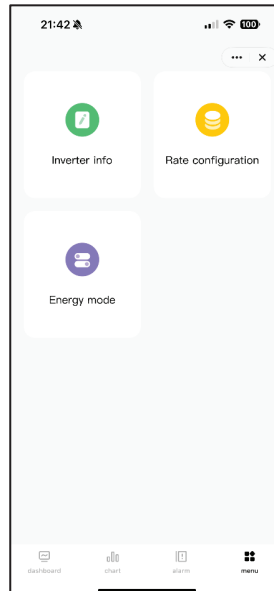 21:42
100
Inverter info
Rate configuration
Energy mode
dashboard
chart
alarm
menu